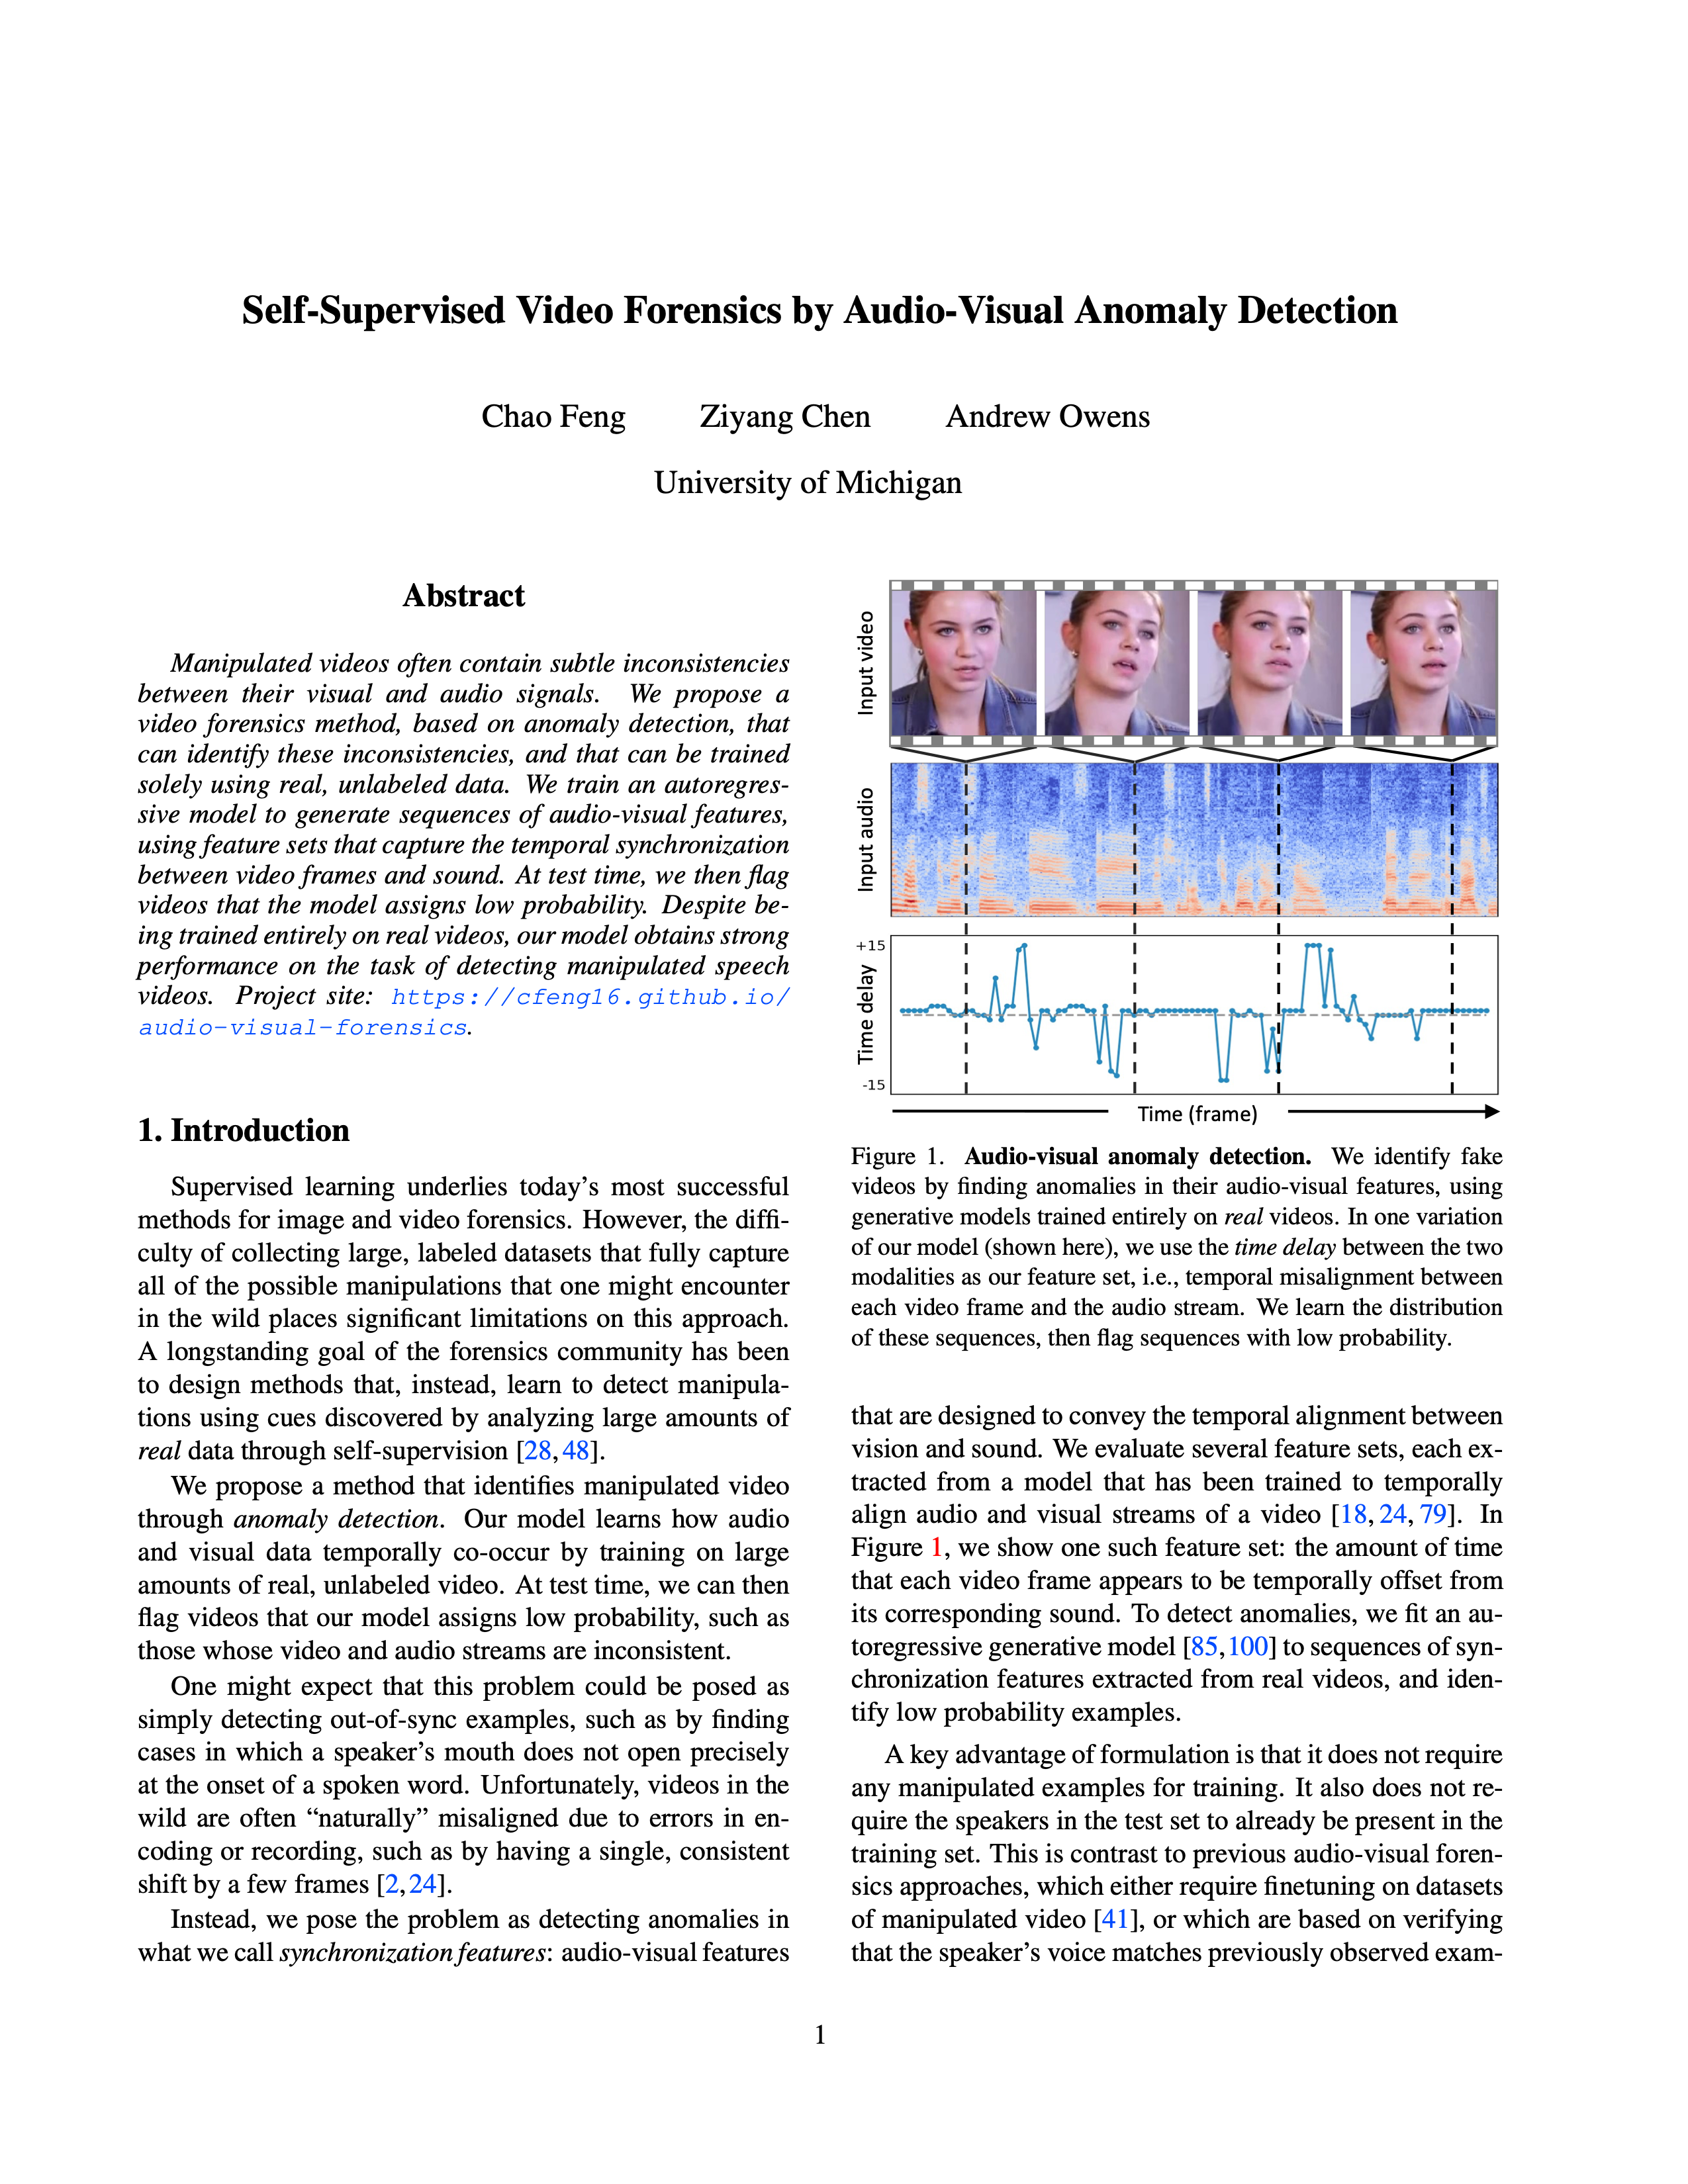 Self-Supervised Video Forensics by Audio-Visual Anomaly Detection
Chao Feng Ziyang Chen Andrew Owens
University of Michigan
Abstract
Manipulated videos often contain subtle inconsistencies
between their visual and audio signals. We propose a
video forensics method, based on anomaly detection, that
can identify these inconsistencies, and that can be trained
solely using real, unlabeled data. We train an autoregres-
sive model to generate sequences of audio-visual features,
using feature sets that capture the temporal synchronization
between video frames and sound. At test time, we then flag
videos that the model assigns low probability. Despite be-
ing trained entirely on real videos, our model obtains strong
performance on the task of detecting manipulated speech
videos. Project site: https://cfeng16.github.io/
audio-visual-forensics.
1. Introduction
Supervised learning underlies today's most successful
methods for image and video forensics. However, the diffi-
culty of collecting large, labeled datasets that fully capture
all of the possible manipulations that one might encounter
in the wild places significant limitations on this approach.
A longstanding goal of the forensics community has been
to design methods that, instead, learn to detect manipula-
tions using cues discovered by analyzing large amounts of
real data through self-supervision [28, 48].
We propose a method that identifies manipulated video
through anomaly detection. Our model learns how audio
and visual data temporally co-occur by training on large
amounts of real, unlabeled video. At test time, we can then
flag videos that our model assigns low probability, such as
those whose video and audio streams are inconsistent.
One might expect that this problem could be posed as
simply detecting out-of-sync examples, such as by finding
cases in which a speaker's mouth does not open precisely
at the onset of a spoken word. Unfortunately, videos in the
wild are often “naturally” misaligned due to errors in en-
coding or recording, such as by having a single, consistent
shift by a few frames [2, 24].
Instead, we pose the problem as detecting anomalies in
what we call synchronization features: audio-visual features
Input video
Input audio
Time delay
+15
-15
Time (frame)
Figure 1. Audio-visual anomaly detection. We identify fake
videos by finding anomalies in their audio-visual features, using
generative models trained entirely on real videos. In one variation
of our model (shown here), we use the time delay between the two
modalities as our feature set, i.e., temporal misalignment between
each video frame and the audio stream. We learn the distribution
of these sequences, then flag sequences with low probability.
that are designed to convey the temporal alignment between
vision and sound. We evaluate several feature sets, each ex-
tracted from a model that has been trained to temporally
align audio and visual streams of a video [18, 24, 79]. In
Figure 1, we show one such feature set: the amount of time
that each video frame appears to be temporally offset from
its corresponding sound. To detect anomalies, we fit an au-
toregressive generative model [85, 100] to sequences of syn-
chronization features extracted from real videos, and iden-
tify low probability examples.
A key advantage of formulation is that it does not require
any manipulated examples for training. It also does not re-
quire the speakers in the test set to already be present in the
training set. This is contrast to previous audio-visual foren-
sics approaches, which either require finetuning on datasets
of manipulated video [41], or which are based on verifying
that the speaker's voice matches previously observed exam-
1